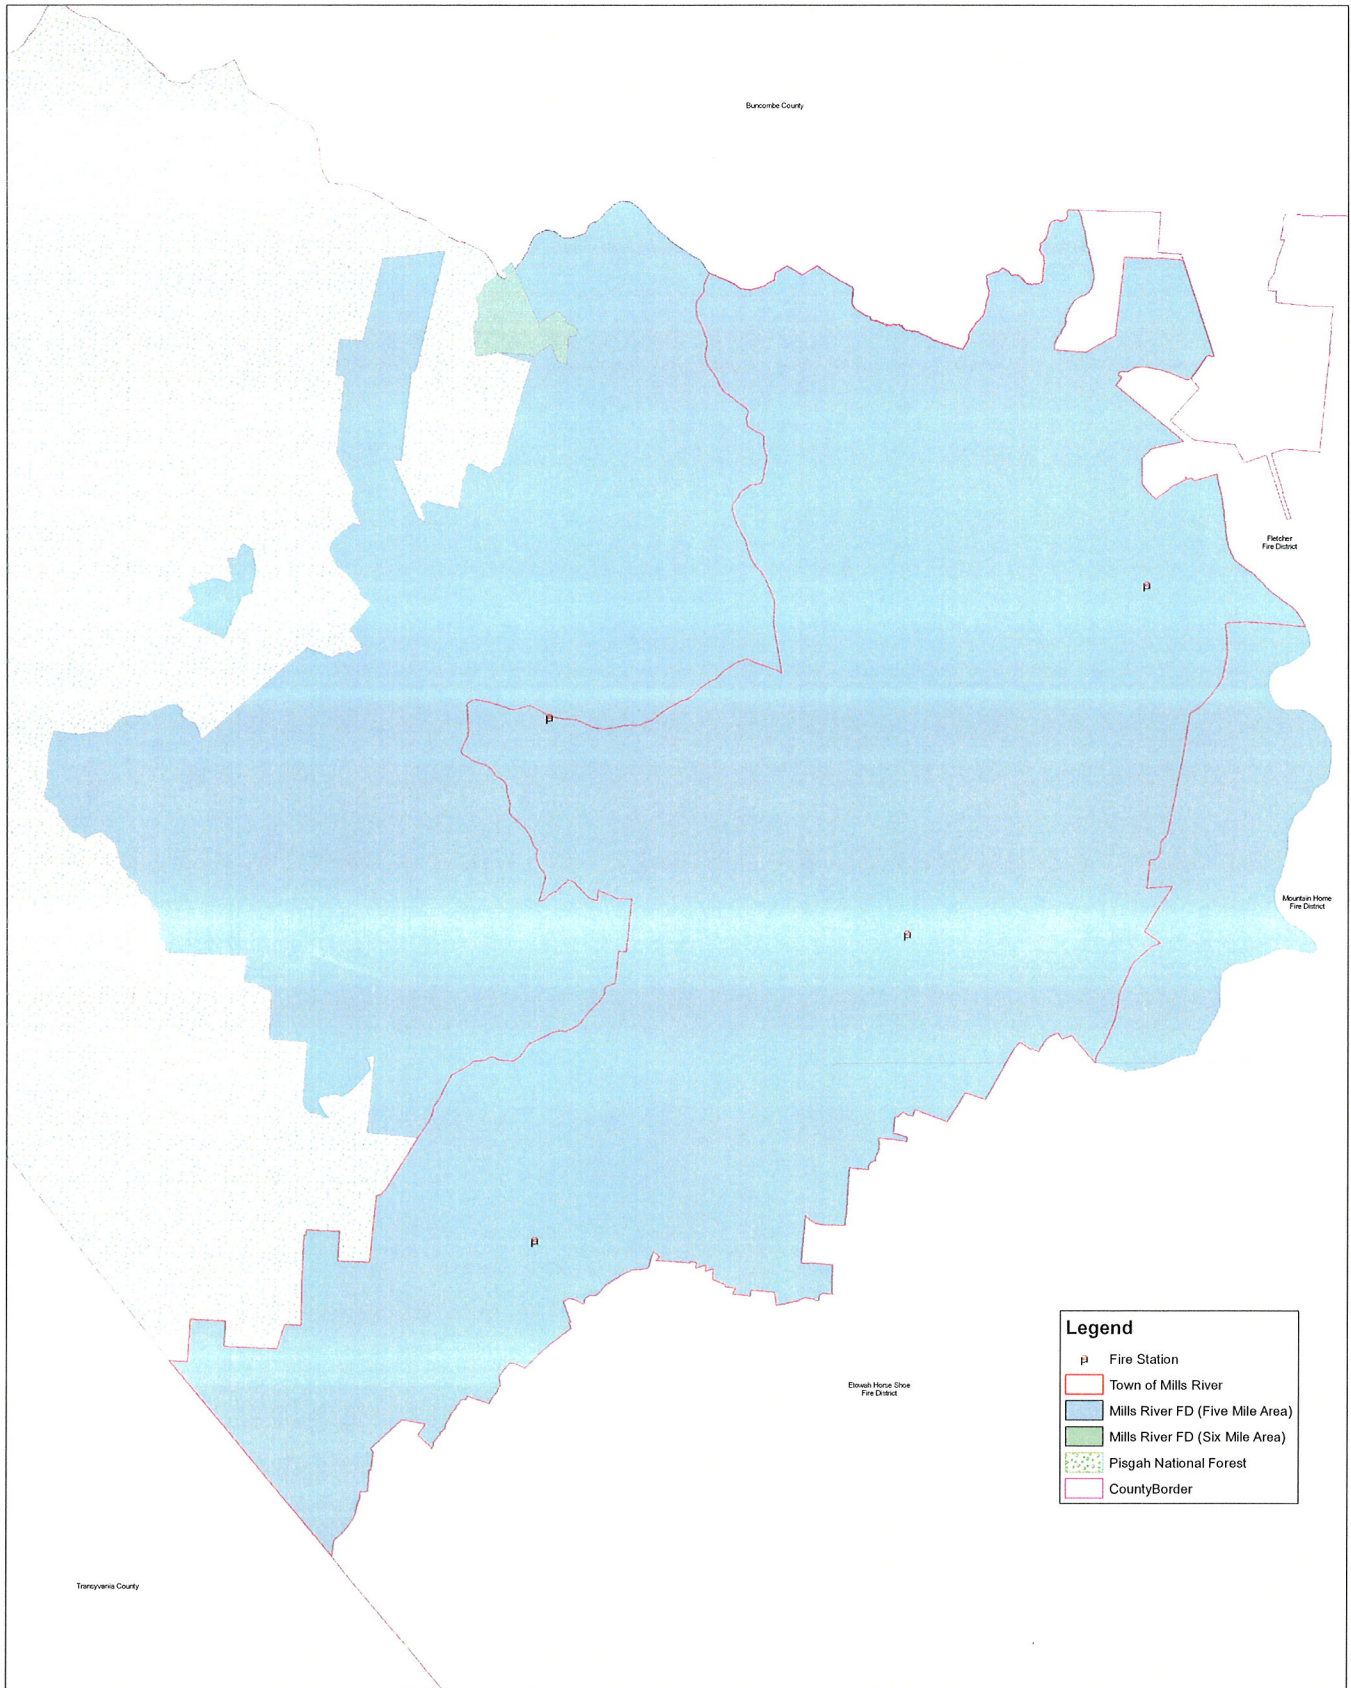 Buncombe County
Fletcher
Fire District
Mountain Home
Fire District
Etowah Horse Shoe
Fire District
Legend
Fire Station
Town of Mills River
Mills River FD (Five Mile Area)
Mills River FD (Six Mile Area)
Pisgah National Forest
CountyBorder
Transyvania County